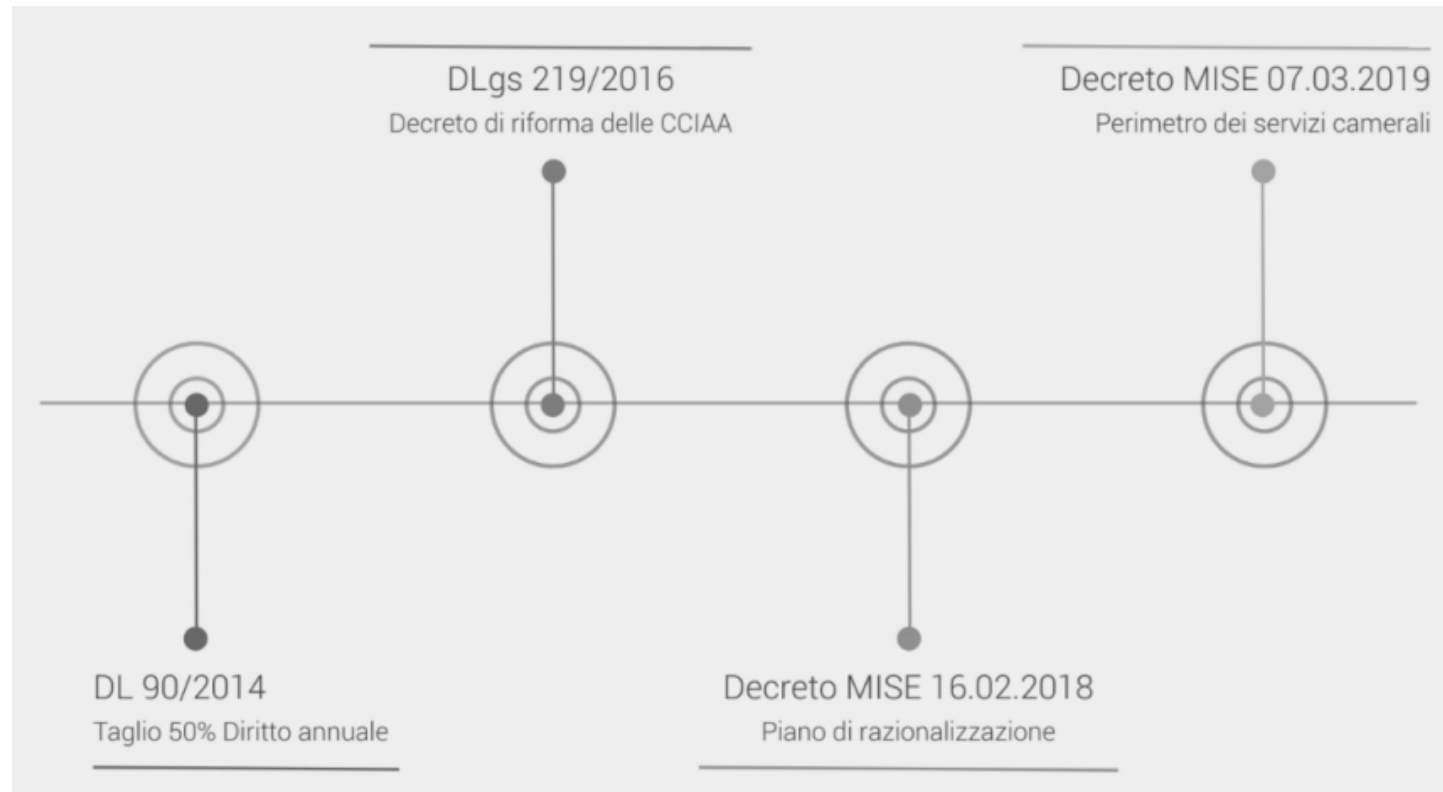 DLgs 219/2016
Decreto di riforma delle CCIAA
Decreto MISE 07.03.2019
Perimetro dei servizi camerali
DL 90/2014
Taglio 50% Diritto annuale
Decreto MISE 16.02.2018
Piano di razionalizzazione